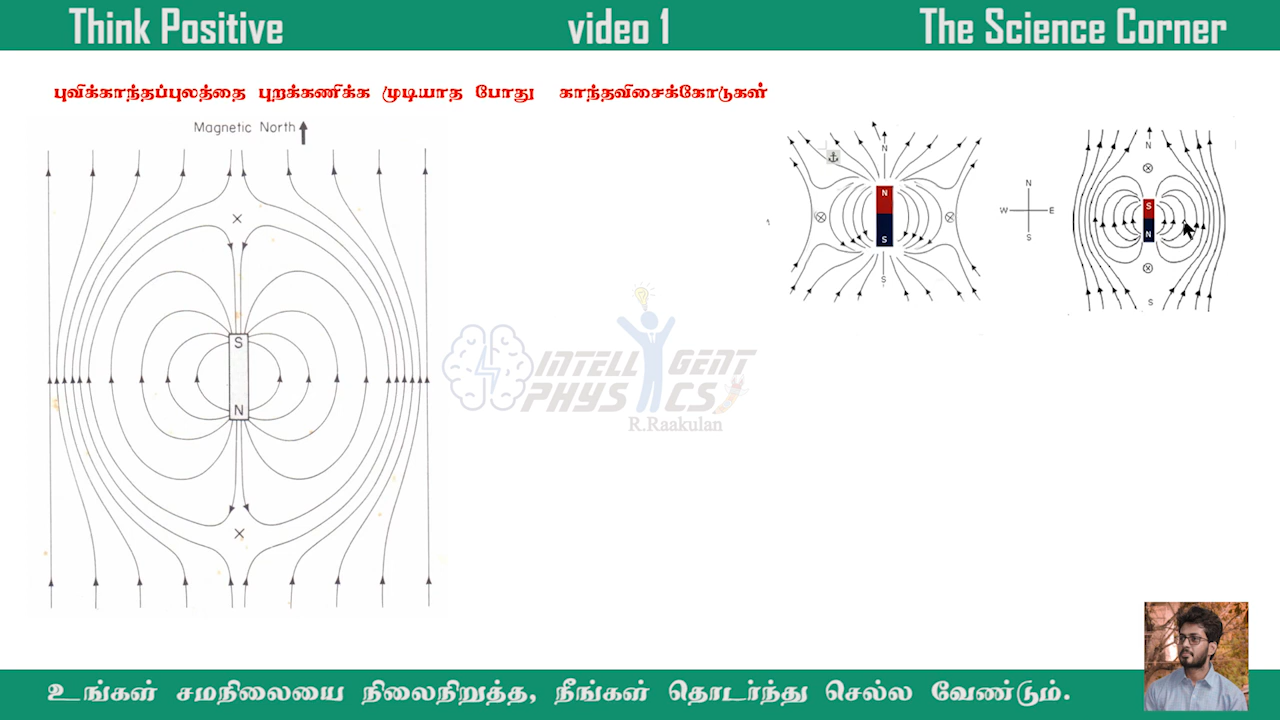 Think Positive
video 1
The Science Corner
புவிக்காந்தப்புலத்தை புறக்கணிக்க முடியாத போது காந்தவிசைக்கோடுகள்
Magnetic North
S
N
N
N
S
S
N
W E
S
N
S
N
S
INTELLIGENT
PHYSICS
R.Raakulan
உங்கள் சமநிலையை நிலைநிறுத்த, நீங்கள் தொடர்ந்து செல்ல வேண்டும்.